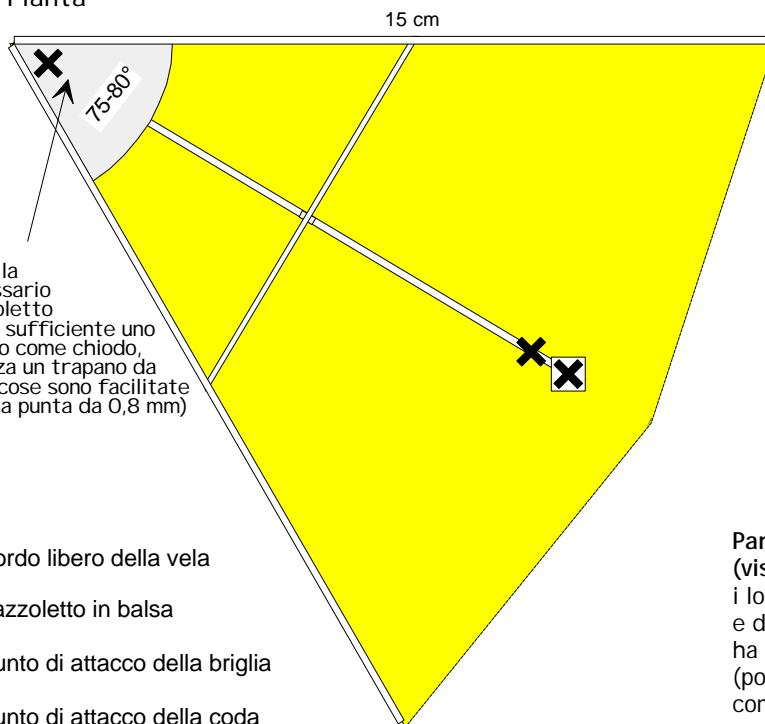 Pianta
15 cm
75-80°
la
ssario
oletto
sufficiente uno
o come chiodo,
za un trapano da
cose sono facilitate
a punta da 0,8 mm)
ordo libero della vela
azzoletto in balsa
unto di attacco della briglia
unto di attacco della coda
Par
(vis
i lo
e d
ha
(po
con